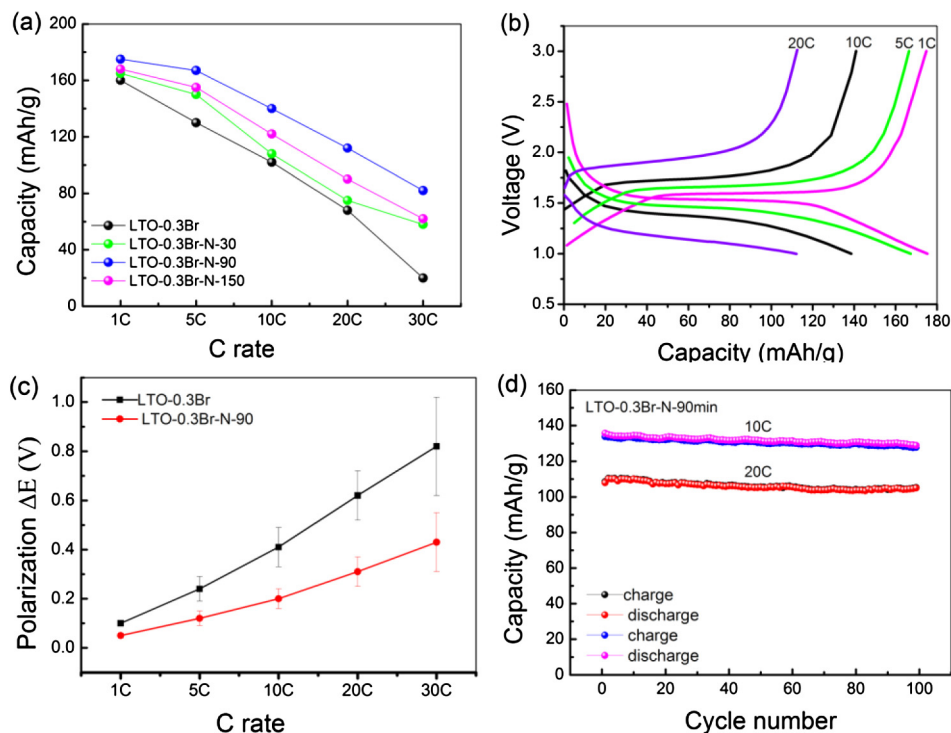 (a)
200
160
120
80
40
0
Capacity (mAh/g)
LTO-0.3Br
LTO-0.3Br-N-30
LTO-0.3Br-N-90
LTO-0.3Br-N-150
1C 5C 10C 20C 30C
C rate
(b)
3.0
2.5
2.0
1.5
1.0
0.5
Voltage (V)
20C 10C 5C 1C
0 20 40 60 80 100 120 140 160 180
Capacity (mAh/g)
(c)
1.0
0.8
0.6
0.4
0.2
0.0
Polarization ΔE (V)
LTO-0.3Br
LTO-0.3Br-N-90
1C 5C 10C 20C 30C
C rate
(d)
160
140
120
100
80
60
40
20
0
Capacity (mAh/g)
LTO-0.3Br-N-90min
10C
20C
charge
discharge
charge
discharge
0 20 40 60 80 100
Cycle number